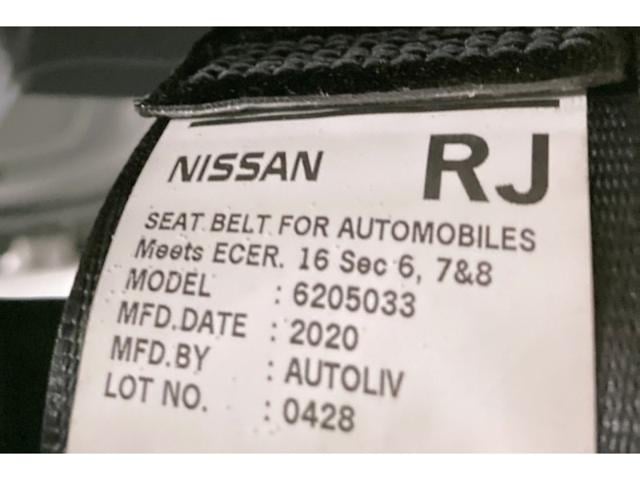 NISSAN RJ
SEAT BELT FOR AUTOMOBILES
Meets ECER. 16 Sec 6, 7&8
MODEL : 6205033
MFD.DATE : 2020
MFD.BY : AUTOLIV
LOT NO. : 0428